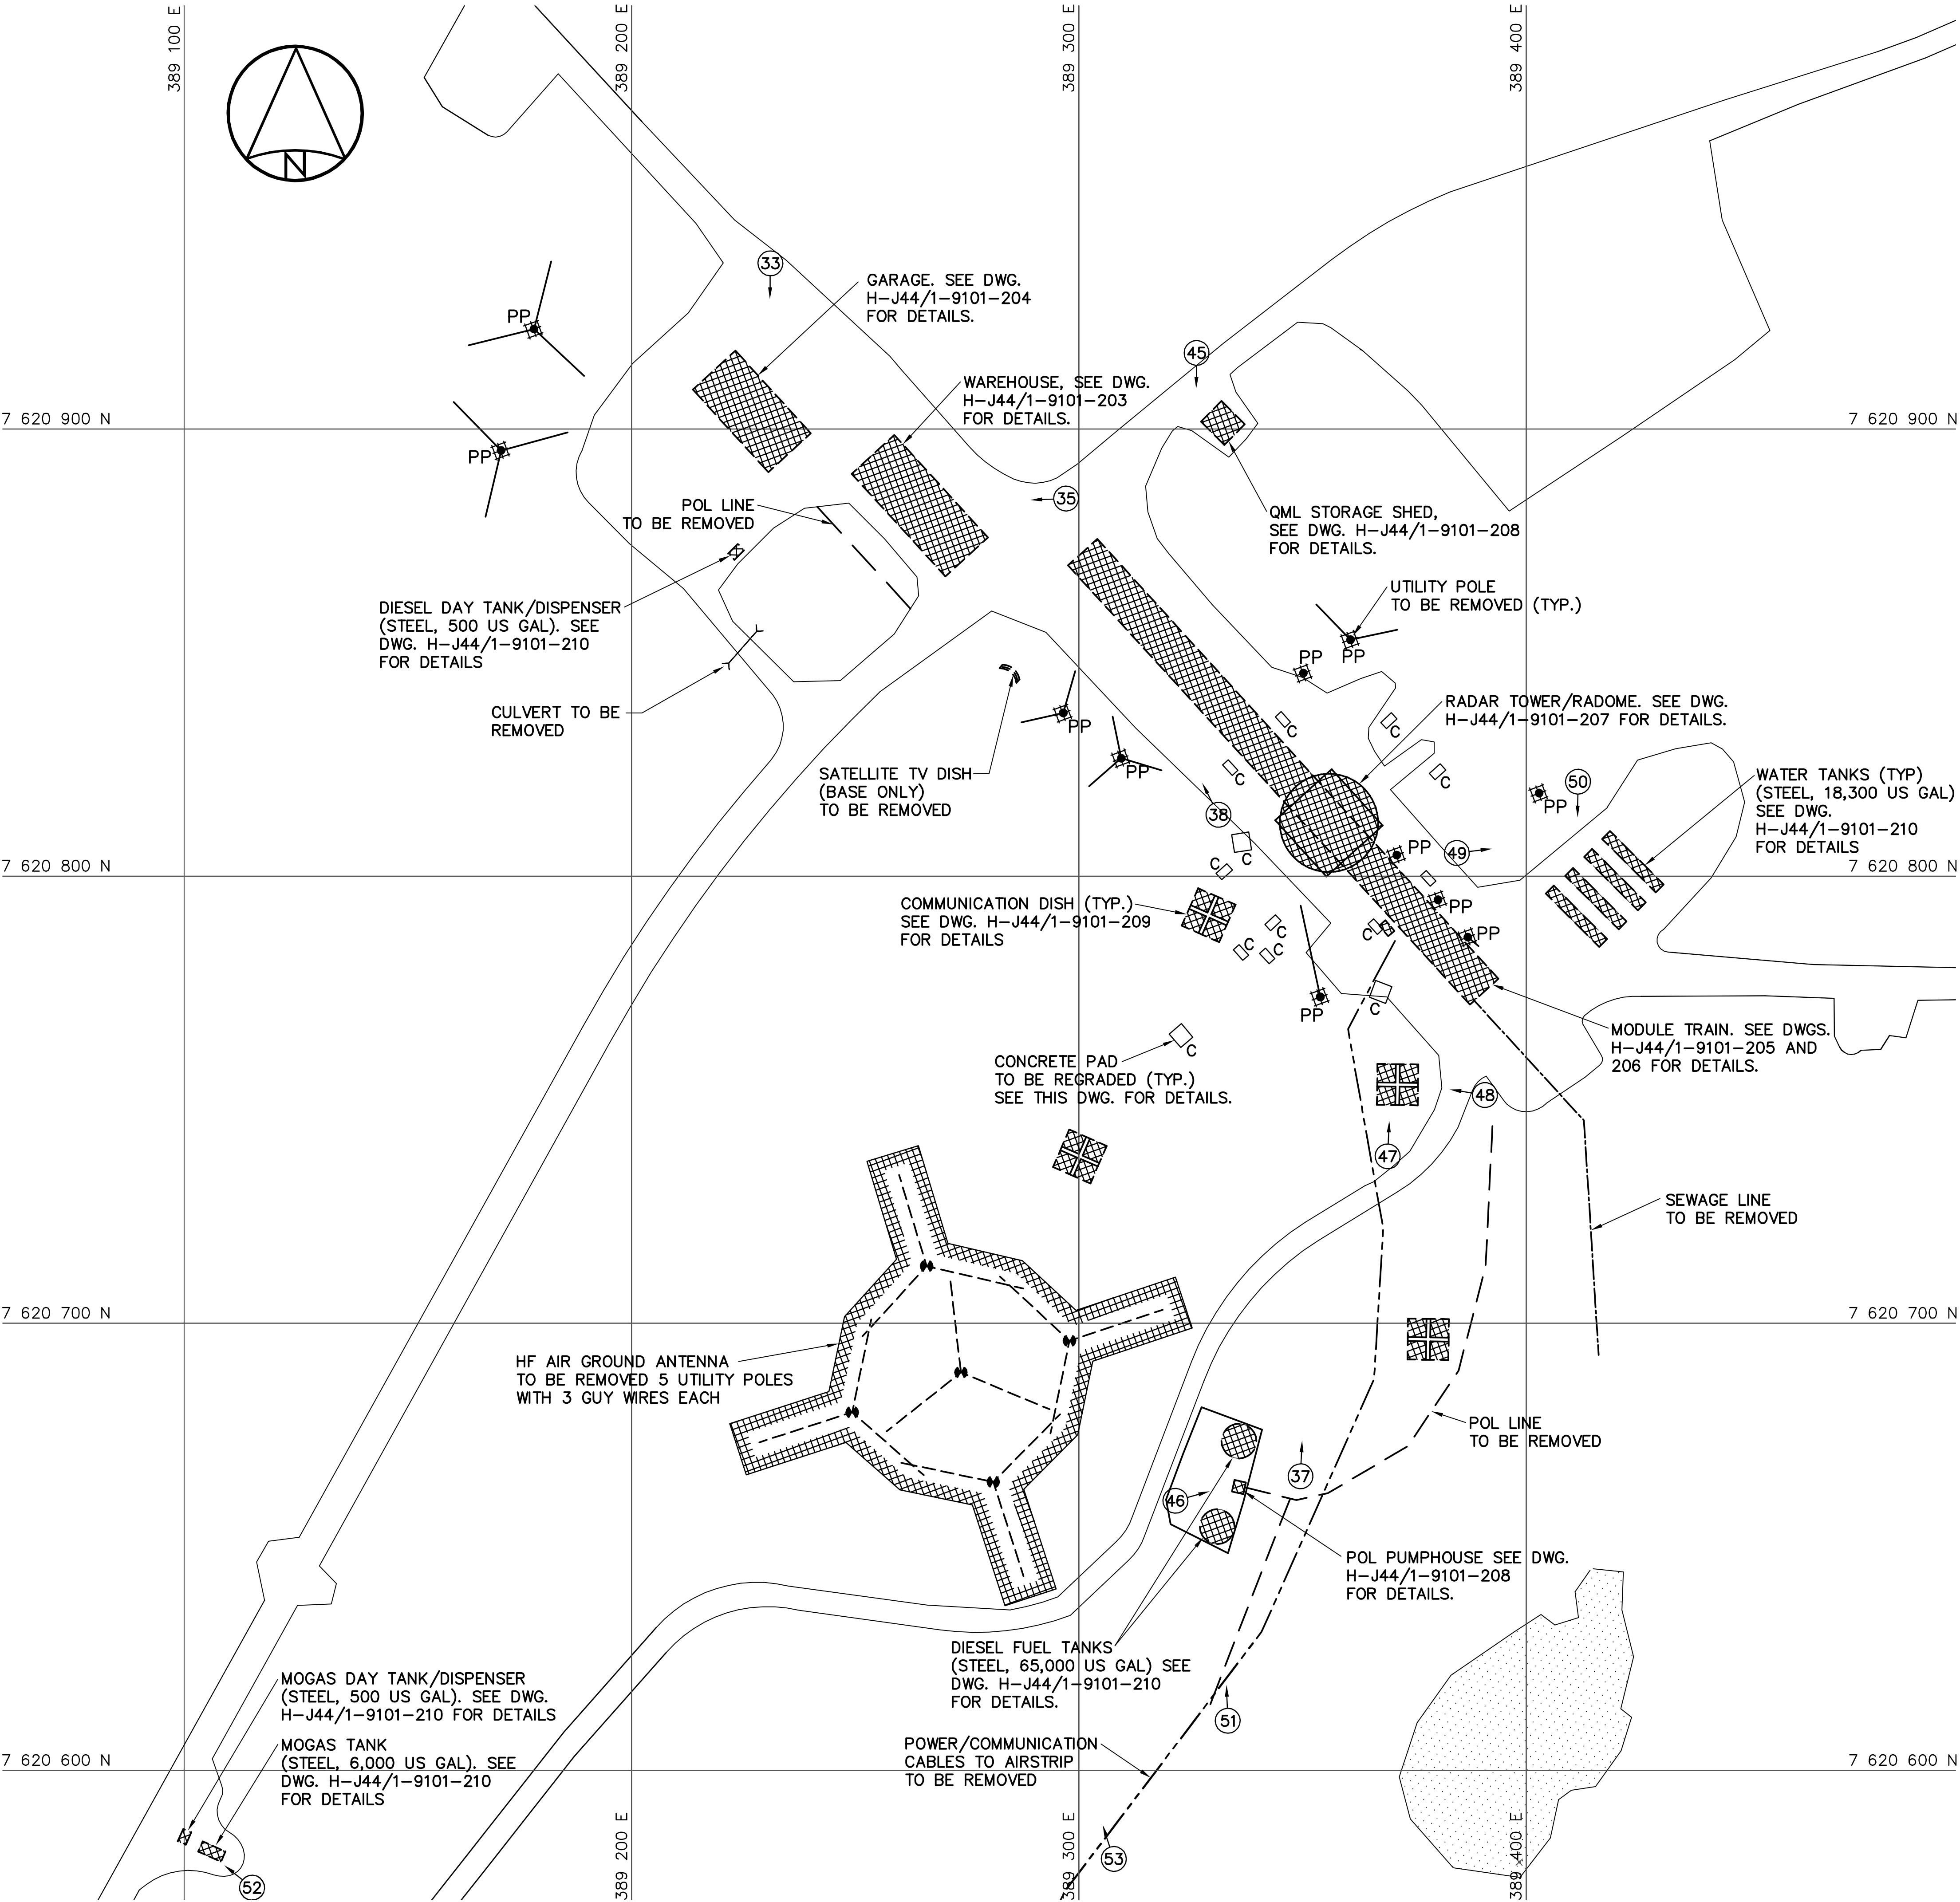 389 100 E
389 200 E
389 300 E
389 400 E
N
33
GARAGE. SEE DWG.
H-J44/1-9101-204
FOR DETAILS.
PP
45
WAREHOUSE, SEE DWG.
H-J44/1-9101-203
FOR DETAILS.
7 620 900 N
7 620 900 N
PP
35
POL LINE
TO BE REMOVED
QML STORAGE SHED,
SEE DWG. H-J44/1-9101-208
FOR DETAILS.
UTILITY POLE
TO BE REMOVED (TYP.)
DIESEL DAY TANK/DISPENSER
(STEEL, 500 US GAL). SEE
DWG. H-J44/1-9101-210
FOR DETAILS
PP
PP
RADAR TOWER/RADOME. SEE DWG.
H-J44/1-9101-207 FOR DETAILS.
CULVERT TO BE
REMOVED
PP
C
C
PP
C
C
SATELLITE TV DISH
(BASE ONLY)
TO BE REMOVED
50
WATER TANKS (TYP)
(STEEL, 18,300 US GAL)
SEE DWG.
H-J44/1-9101-210
FOR DETAILS
PP
38
PP
49
C
C
7 620 800 N
7 620 800 N
COMMUNICATION DISH (TYP.)
SEE DWG. H-J44/1-9101-209
FOR DETAILS
PP
C
C
PP
C
C
PP
C
MODULE TRAIN. SEE DWGS.
H-J44/1-9101-205 AND
206 FOR DETAILS.
C
CONCRETE PAD
TO BE REGRADED (TYP.)
SEE THIS DWG. FOR DETAILS.
48
47
SEWAGE LINE
TO BE REMOVED
7 620 700 N
7 620 700 N
HF AIR GROUND ANTENNA
TO BE REMOVED 5 UTILITY POLES
WITH 3 GUY WIRES EACH
POL LINE
TO BE REMOVED
37
46
POL PUMPHOUSE SEE DWG.
H-J44/1-9101-208
FOR DETAILS.
DIESEL FUEL TANKS
(STEEL, 65,000 US GAL) SEE
DWG. H-J44/1-9101-210
FOR DETAILS.
MOGAS DAY TANK/DISPENSER
(STEEL, 500 US GAL). SEE DWG.
H-J44/1-9101-210 FOR DETAILS
51
MOGAS TANK
(STEEL, 6,000 US GAL). SEE
DWG. H-J44/1-9101-210
FOR DETAILS
POWER/COMMUNICATION
CABLES TO AIRSTRIP
TO BE REMOVED
7 620 600 N
7 620 600 N
53
52
389 200 E
389 300 E
389 400 E